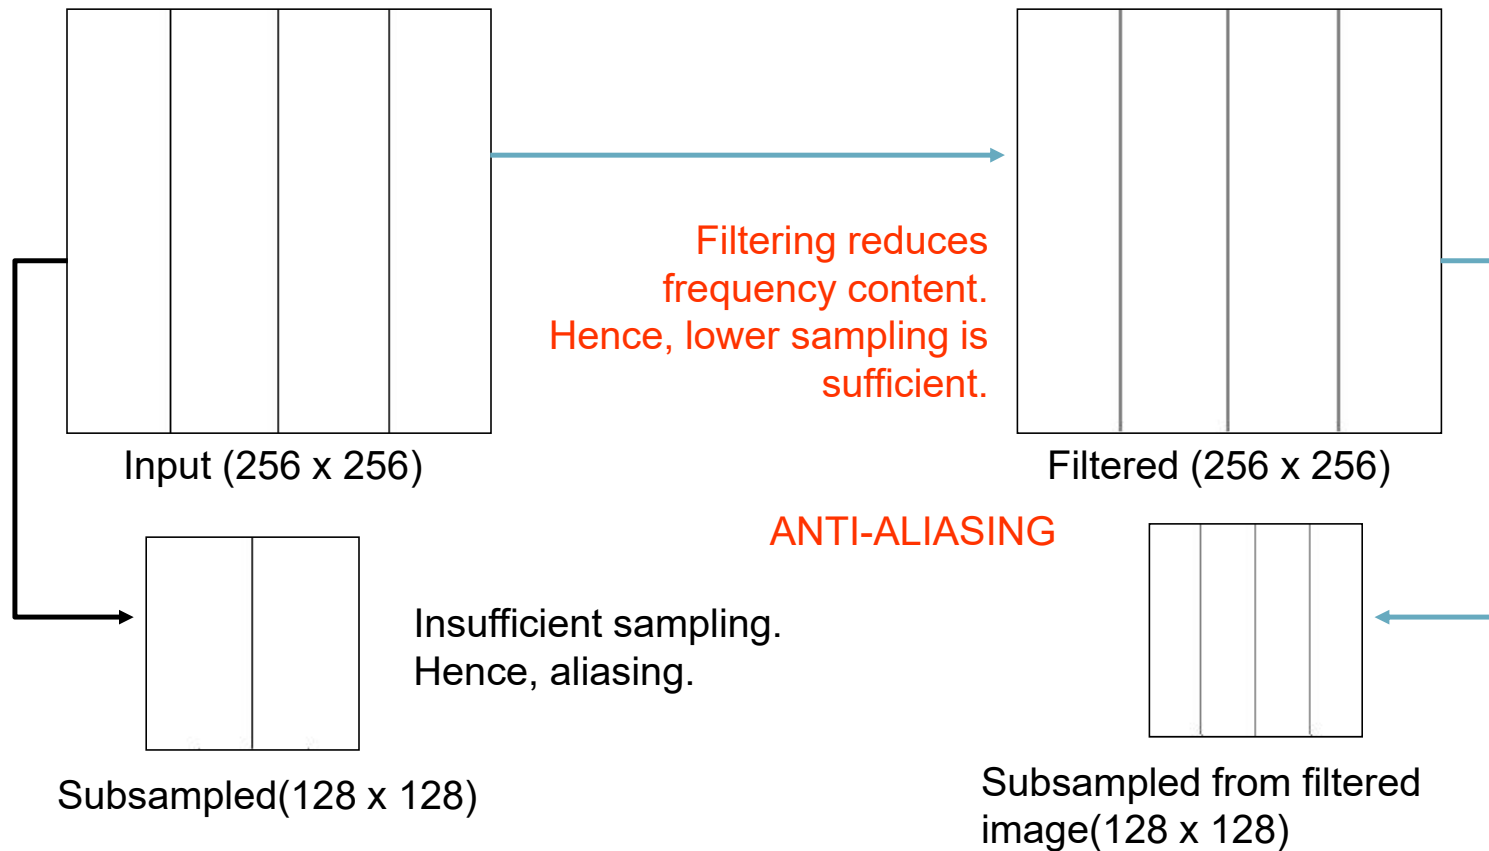 Filtering reduces
frequency content.
Hence, lower sampling is
sufficient.
Input (256 x 256)
Filtered (256 x 256)
ANTI-ALIASING
Insufficient sampling.
Hence, aliasing.
Subsampled(128 x 128)
Subsampled from filtered
image(128 x 128)